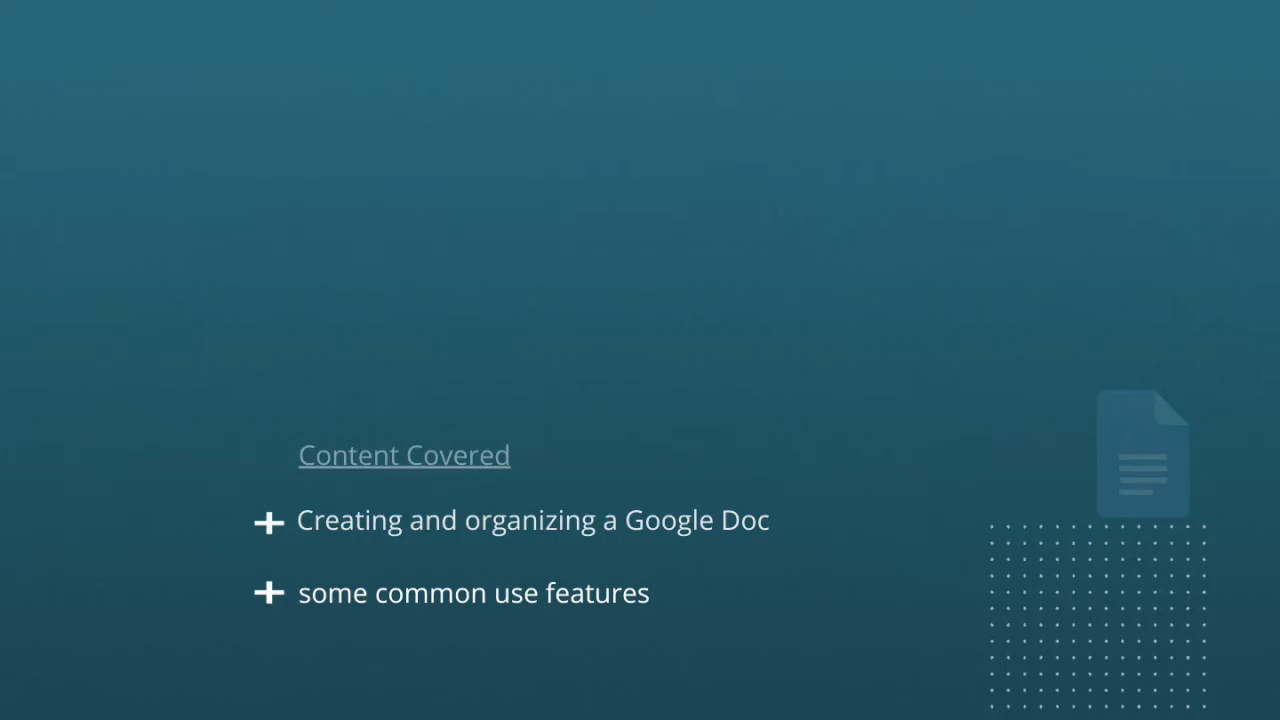 Content Covered
Creating and organizing a Google Doc
some common use features